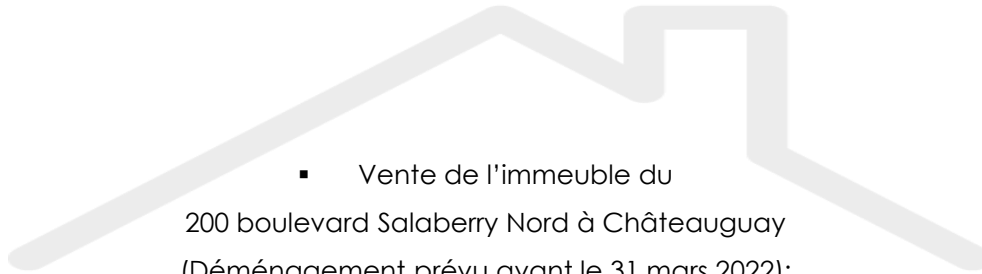 ▪ Vente de l’immeuble du
200 boulevard Salaberry Nord à Châteauguay
(Déménagement prévu avant le 31 mars 2022);